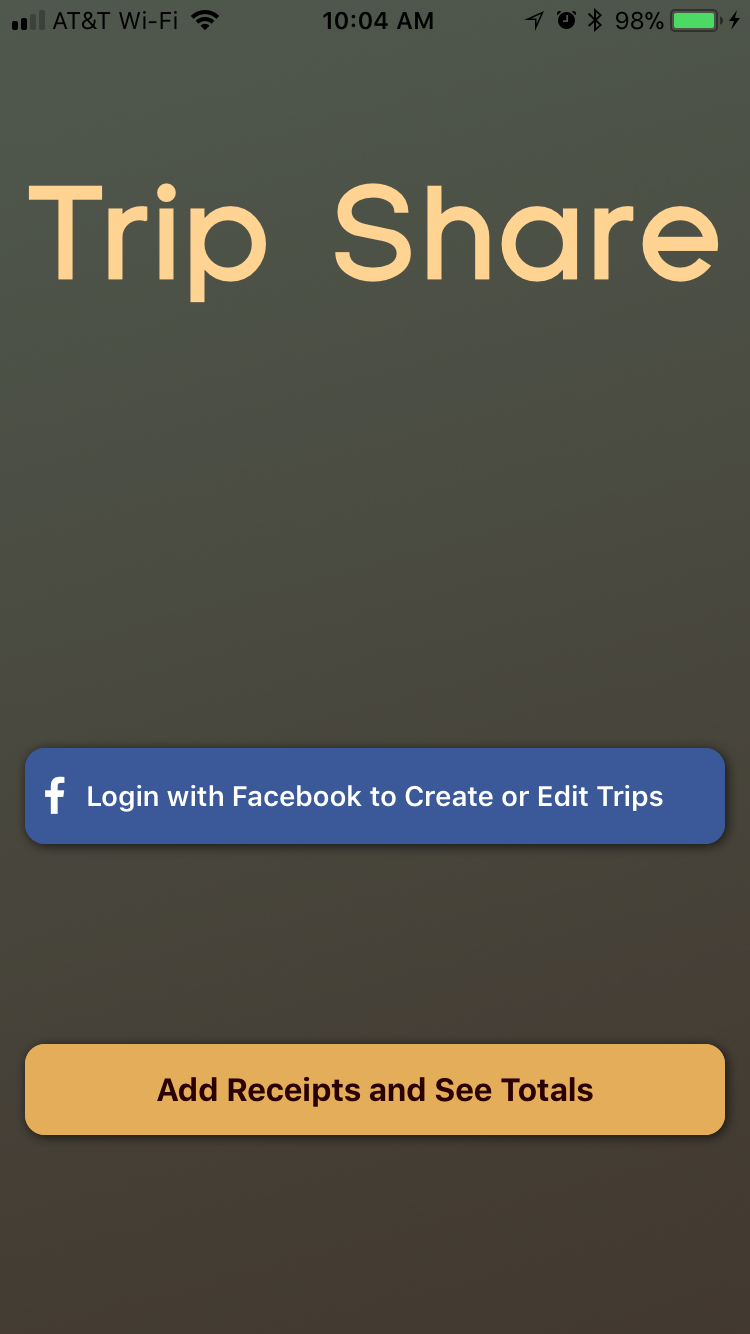 AT&T Wi-Fi 10:04 AM 98%
Trip Share
f Login with Facebook to Create or Edit Trips
Add Receipts and See Totals